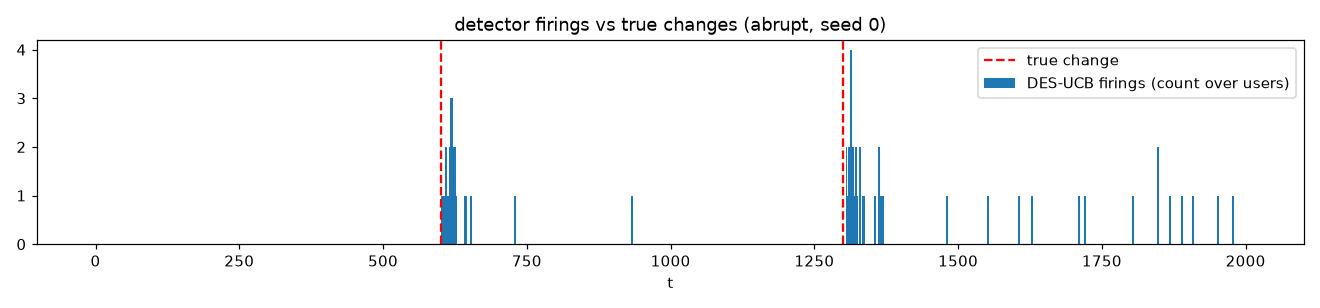 detector firings vs true changes (abrupt, seed 0)
4
3
2
1
0
true change
DES-UCB firings (count over users)
0 250 500 750 1000 1250 1500 1750 2000
t